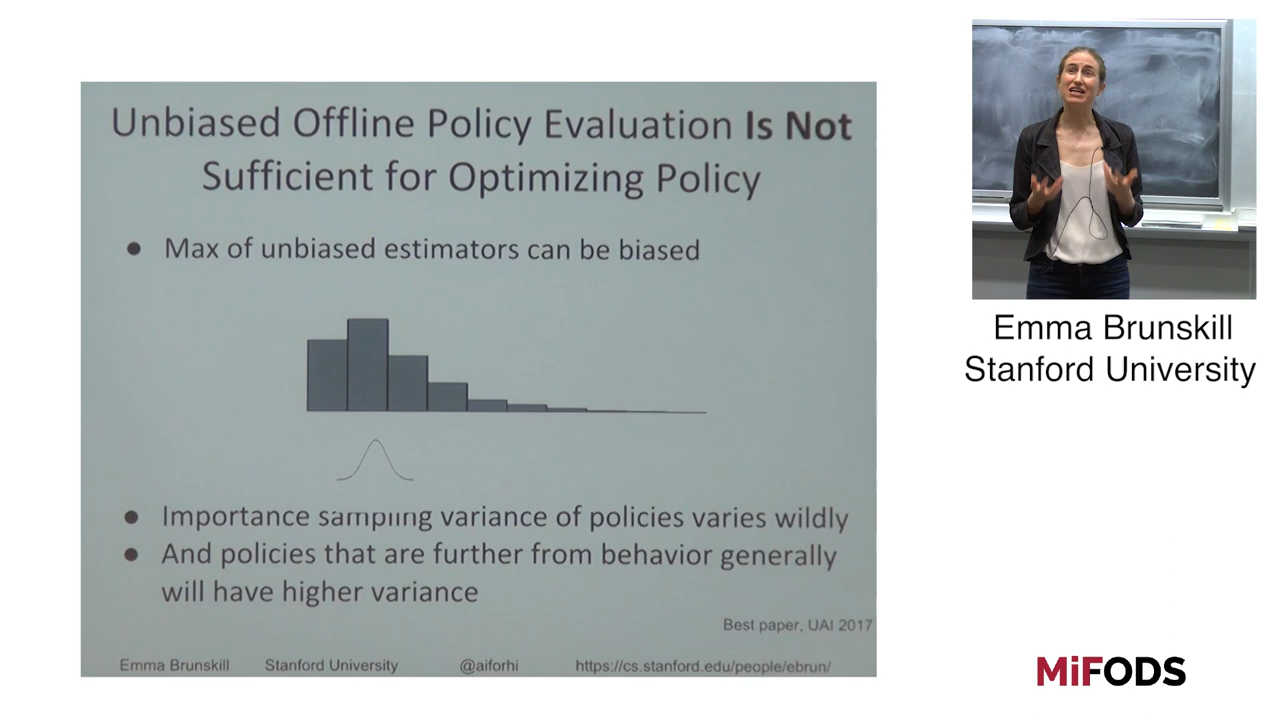 Unbiased Offline Policy Evaluation Is Not
Sufficient for Optimizing Policy
● Max of unbiased estimators can be biased
● Importance sampling variance of policies varies wildly
● And policies that are further from behavior generally
will have higher variance
Best paper, UAI 2017
Emma Brunskill Stanford University @aiforhi https://cs.stanford.edu/people/ebrun/
Emma Brunskill
Stanford University
MiFODS